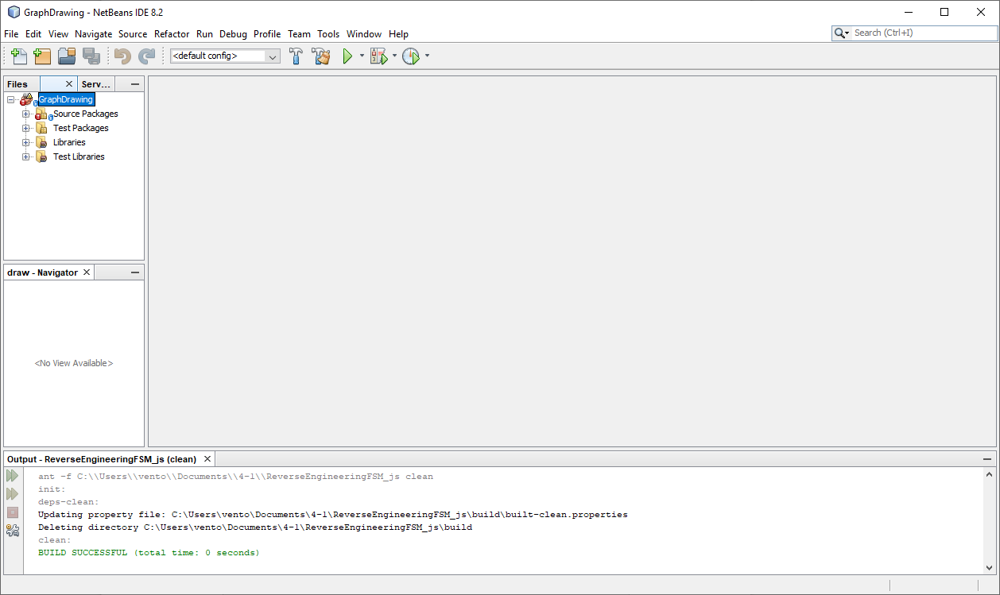 GraphDrawing - NetBeans IDE 8.2
File Edit View Navigate Source Refactor Run Debug Profile Team Tools Window Help
Search (Ctrl+I)
<default config>
Files Serv...
GraphDrawing
Source Packages
Test Packages
Libraries
Test Libraries
draw - Navigator
<No View Available>
Output - ReverseEngineeringFSM_js (clean)
ant -f C:\\Users\\vento\\Documents\\4-1\\ReverseEngineeringFSM_js clean
init:
deps-clean:
Updating property file: C:\Users\vento\Documents\4-1\ReverseEngineeringFSM_js\build\built-clean.properties
Deleting directory C:\Users\vento\Documents\4-1\ReverseEngineeringFSM_js\build
clean:
BUILD SUCCESSFUL (total time: 0 seconds)